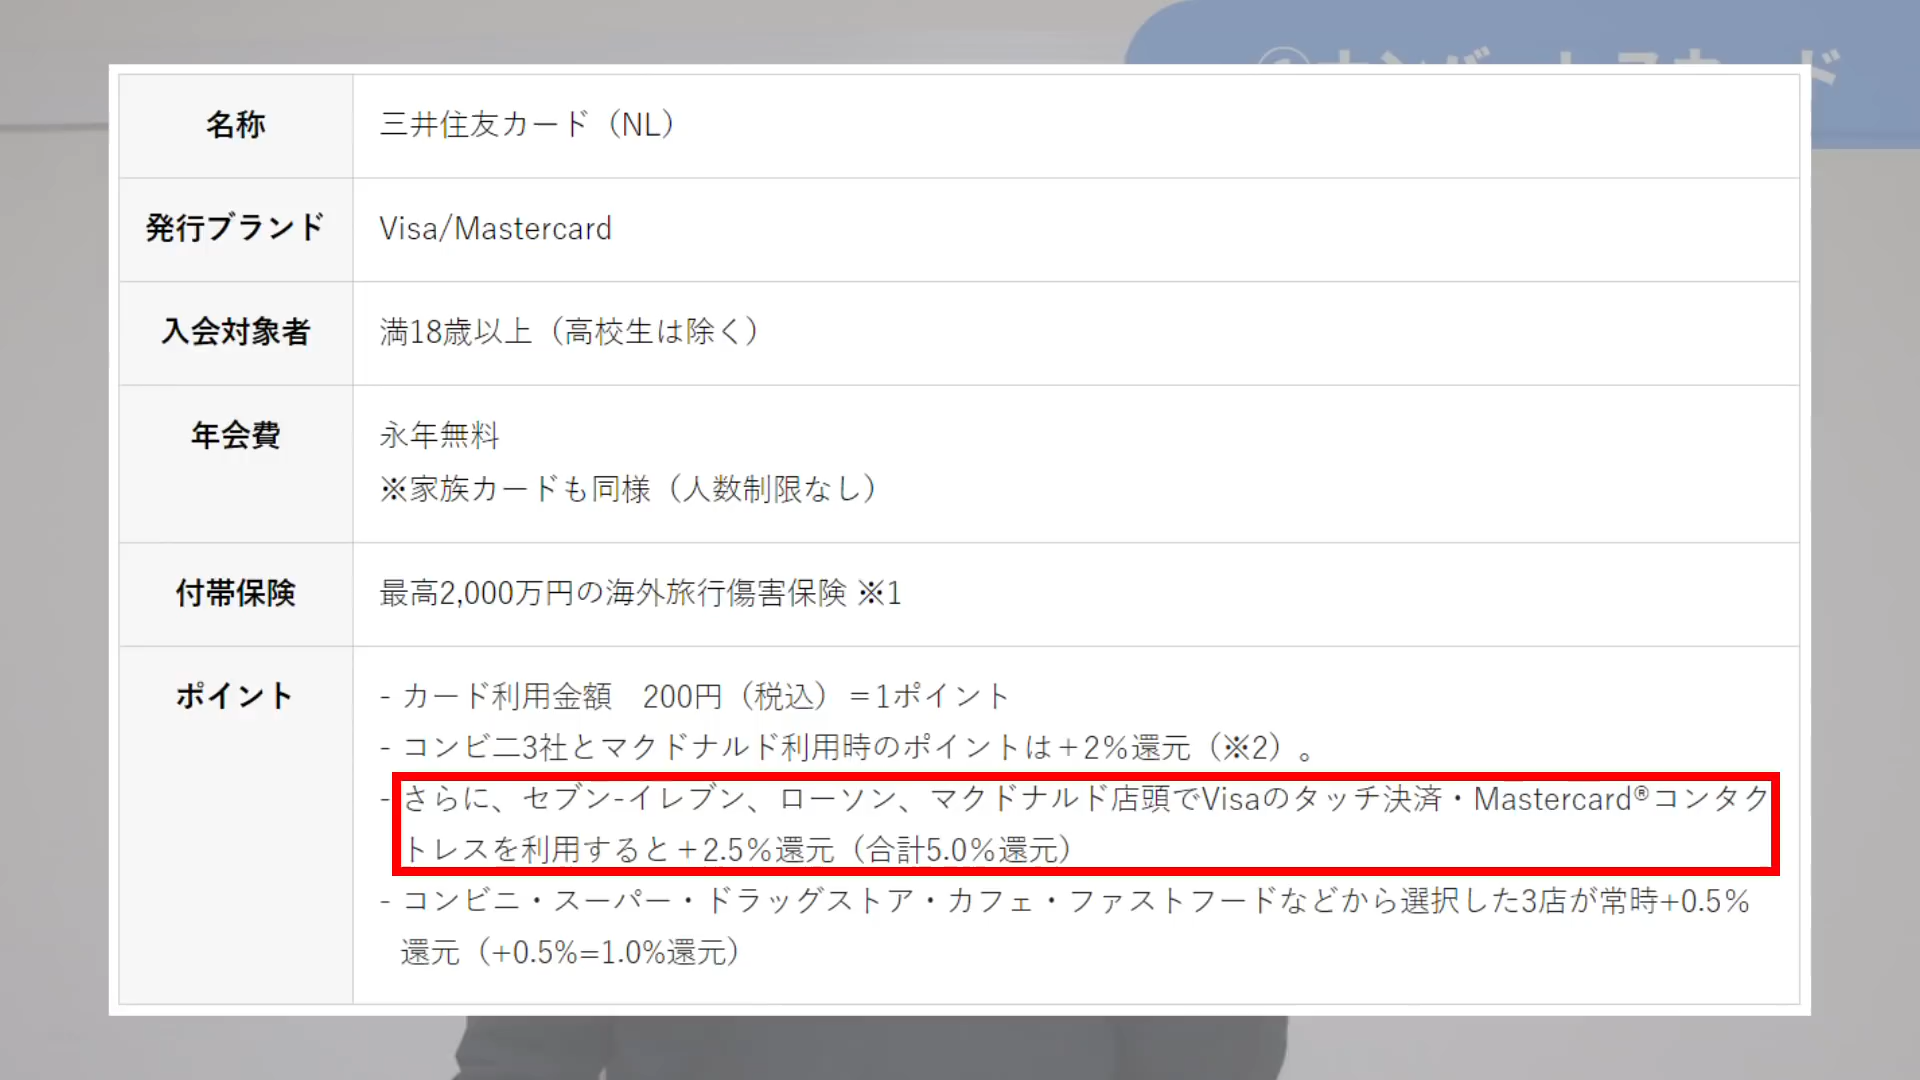 名称
三井住友カード（NL）
発行ブランド
Visa/Mastercard
入会対象者
満18歳以上（高校生は除く）
年会費
永年無料
※家族カードも同様（人数制限なし）
付帯保険
最高2,000万円の海外旅行傷害保険 ※1
ポイント
- カード利用金額　200円（税込）＝1ポイント
- コンビ二3社とマクドナルド利用時のポイントは＋2%還元（※2）。
- さらに、セブン-イレブン、ローソン、マクドナルド店頭でVisaのタッチ決済・Mastercard®コンタク
トレスを利用すると＋2.5%還元（合計5.0%還元）
- コンビニ・スーパー・ドラッグストア・カフェ・ファストフードなどから選択した3店が常時+0.5%
還元（+0.5%=1.0%還元）